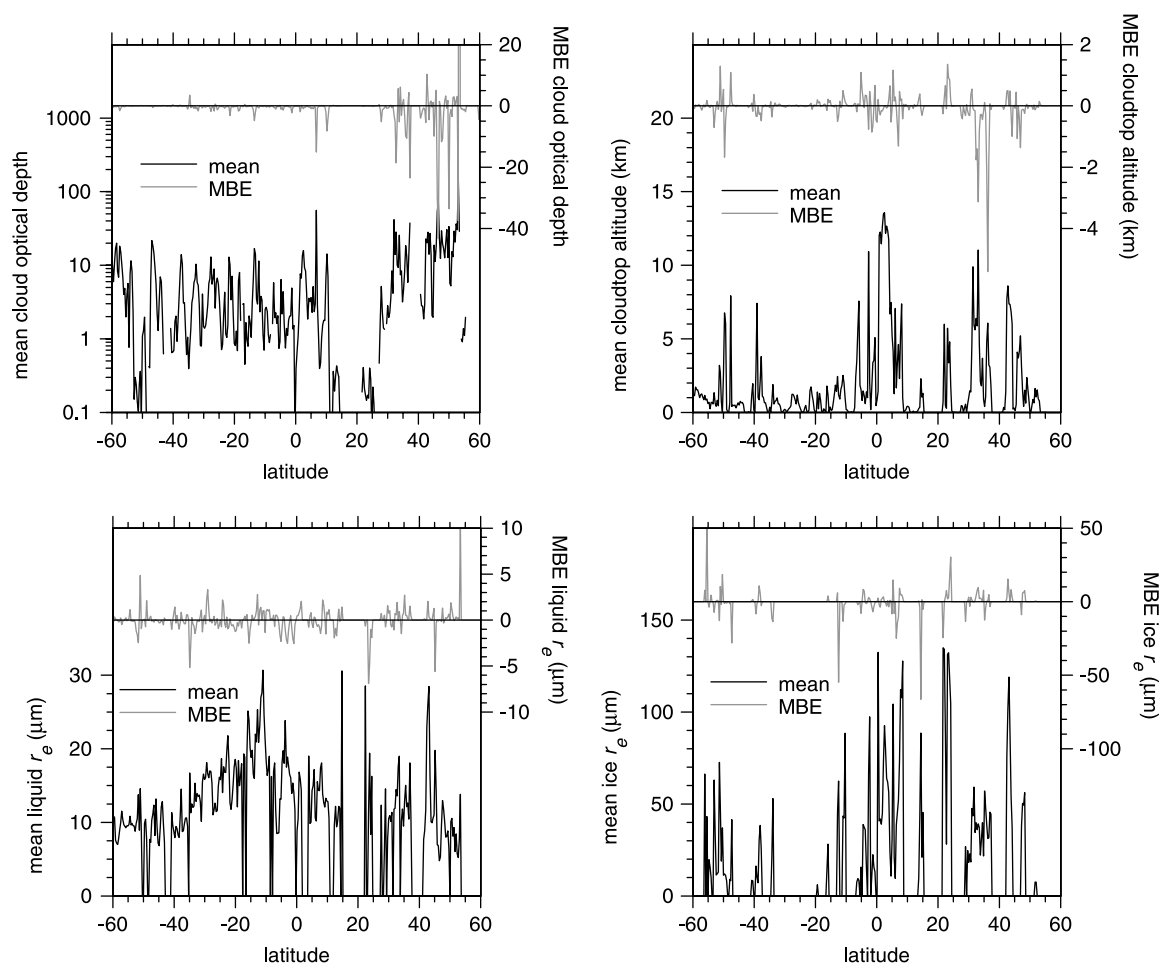 20
0
-20
-40
MBE cloud optical depth
1000
100
10
1
0.1
mean cloud optical depth
mean
MBE
-60 -40 -20 0 20 40 60
latitude
2
0
-2
-4
MBE cloudtop altitude (km)
20
15
10
5
0
mean cloudtop altitude (km)
mean
MBE
-60 -40 -20 0 20 40 60
latitude
10
5
0
-5
-10
MBE liquid r_e (μm)
30
20
10
0
mean liquid r_e (μm)
mean
MBE
-60 -40 -20 0 20 40 60
latitude
50
0
-50
-100
MBE ice r_e (μm)
150
100
50
0
mean ice r_e (μm)
mean
MBE
-60 -40 -20 0 20 40 60
latitude